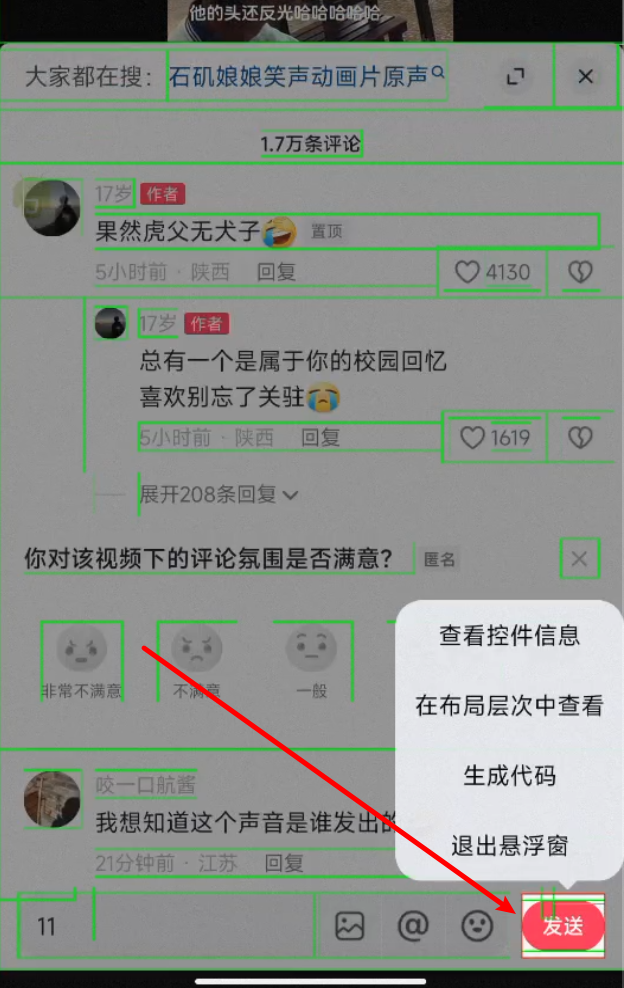 他的头还反光哈哈哈哈哈
大家都在搜：石矶娘娘笑声动画片原声
1.7万条评论
17岁 作者
果然虎父无犬子 置顶
5小时前 · 陕西 回复 4130
17岁 作者
总有一个是属于你的校园回忆
喜欢别忘了关驻
5小时前 · 陕西 回复 1619
展开208条回复
你对该视频下的评论氛围是否满意？ 匿名
查看控件信息
非常不满意 不满意 一般
在布局层次中查看
生成代码
咬一口航酱
我想知道这个声音是谁发出的
退出悬浮窗
21分钟前 · 江苏 回复
11 @ 发送